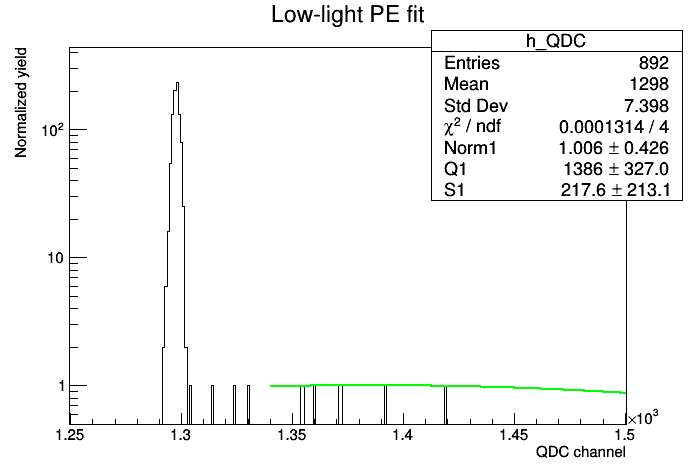 Low-light PE fit
h_QDC
Entries 892
Mean 1298
Std Dev 7.398
χ² / ndf 0.0001314 / 4
Norm1 1.006 ± 0.426
Q1 1386 ± 327.0
S1 217.6 ± 213.1
Normalized yield
10²
10
1
1.25 1.3 1.35 1.4 1.45 1.5
×10³
QDC channel